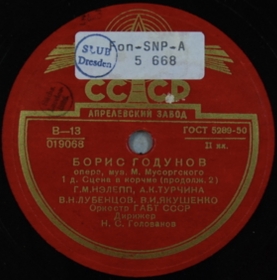 SLUB
Dresden
Fon-SNP-A
5 668
СССР
АПРЕЛЕВСКИЙ ЗАВОД
В—13
019068
ГОСТ 5289-50
II вл.
БОРИС ГОДУНОВ
опера, муз. М. Мусоргского
1 д. Сцена в корчме (продолж. 2)
Г.М.НЭЛЕПП, А.К.ТУРЧИНА
В.Н.ЛУБЕНЦОВ, В.И.ЯКУШЕНКО
Оркестр ГАБТ СССР
Дирижер
Н. С. Голованов